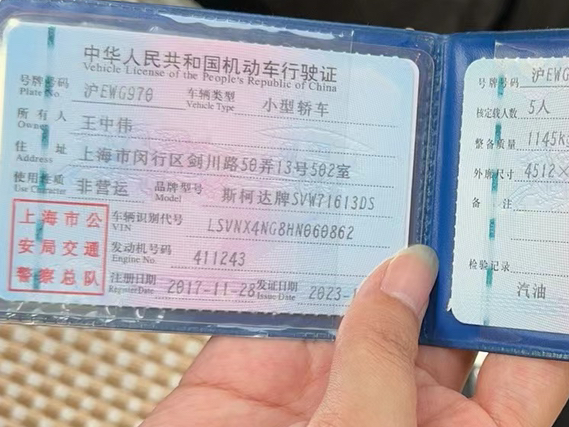 中华人民共和国机动车行驶证
Vehicle License of the People's Republic of China
号牌号码 Plate No. 沪EWG970 车辆类型 Vehicle Type 小型轿车
所有人 Owner 王中伟
住址 Address 上海市闵行区剑川路50弄13号502室
使用性质 Use Character 非营运 品牌型号 Model 斯柯达牌SVW71613DS
上海市公
安局交通
警察总队
车辆识别代号 VIN LSVNX4NG8HN060862
发动机号码 Engine No. 411243
注册日期 Register Date 2017-11-28 发证日期 Issue Date 2023-
号牌号码 沪EW
核定载人数 5人
整备质量 1145kg
外廓尺寸 4512×
备注
检验记录
汽油